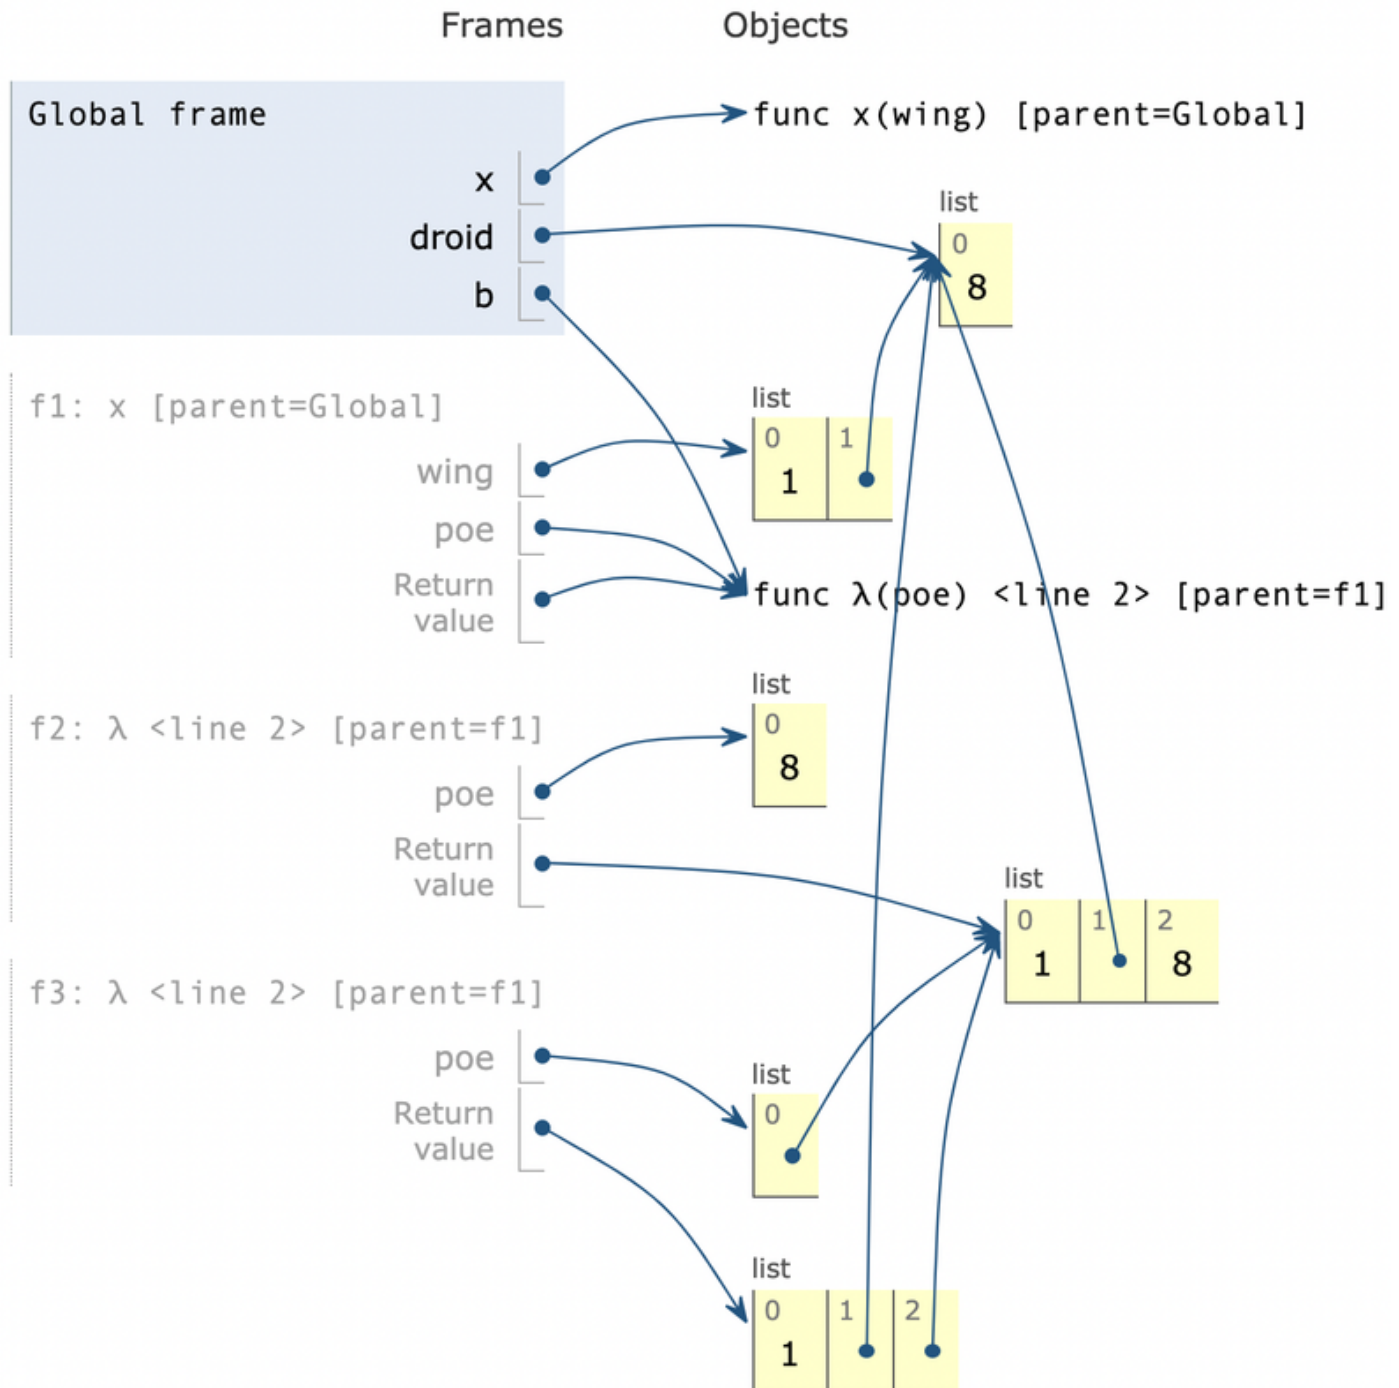 Frames Objects
Global frame
func x(wing) [parent=Global]
x
list
droid
0
8
b
f1: x [parent=Global]
list
0 1
wing
1
poe
Return
value
func λ(poe) <line 2> [parent=f1]
list
f2: λ <line 2> [parent=f1]
0
8
poe
Return
value
list
0 1 2
1 8
f3: λ <line 2> [parent=f1]
poe
list
0
Return
value
list
0 1 2
1